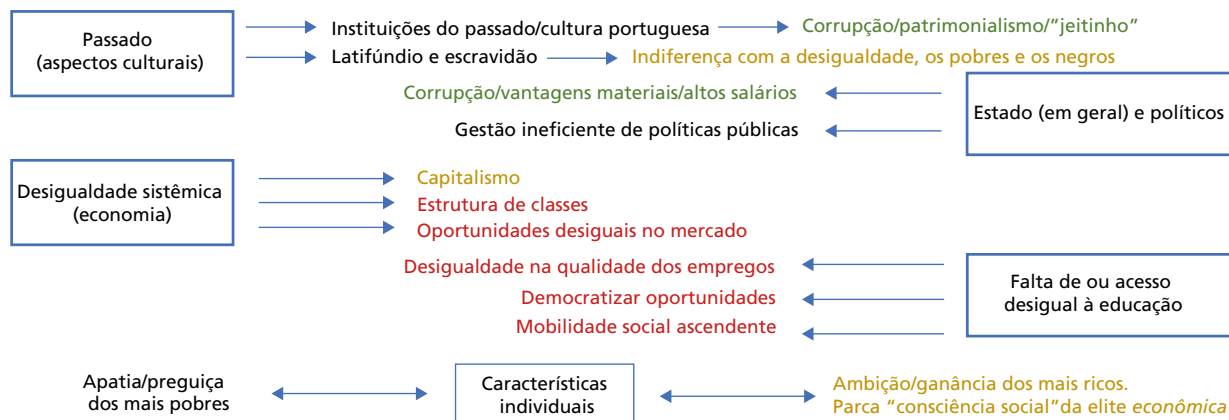 Passado
(aspectos culturais)
Instituições do passado/cultura portuguesa
Corrupção/patrimonialismo/”jeitinho”
Latifúndio e escravidão
Indiferença com a desigualdade, os pobres e os negros
Corrupção/vantagens materiais/altos salários
Gestão ineficiente de políticas públicas
Estado (em geral) e políticos
Desigualdade sistêmica
(economia)
Capitalismo
Estrutura de classes
Oportunidades desiguais no mercado
Desigualdade na qualidade dos empregos
Democratizar oportunidades
Mobilidade social ascendente
Falta de ou acesso
desigual à educação
Apatia/preguiça
dos mais pobres
Características
individuais
Ambição/ganância dos mais ricos.
Parca “consciência social”da elite econômica